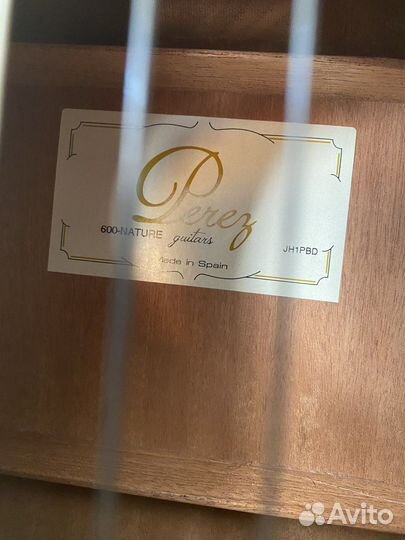 Perez
600-NATURE guitars JH1PBD
Made in Spain
Avito